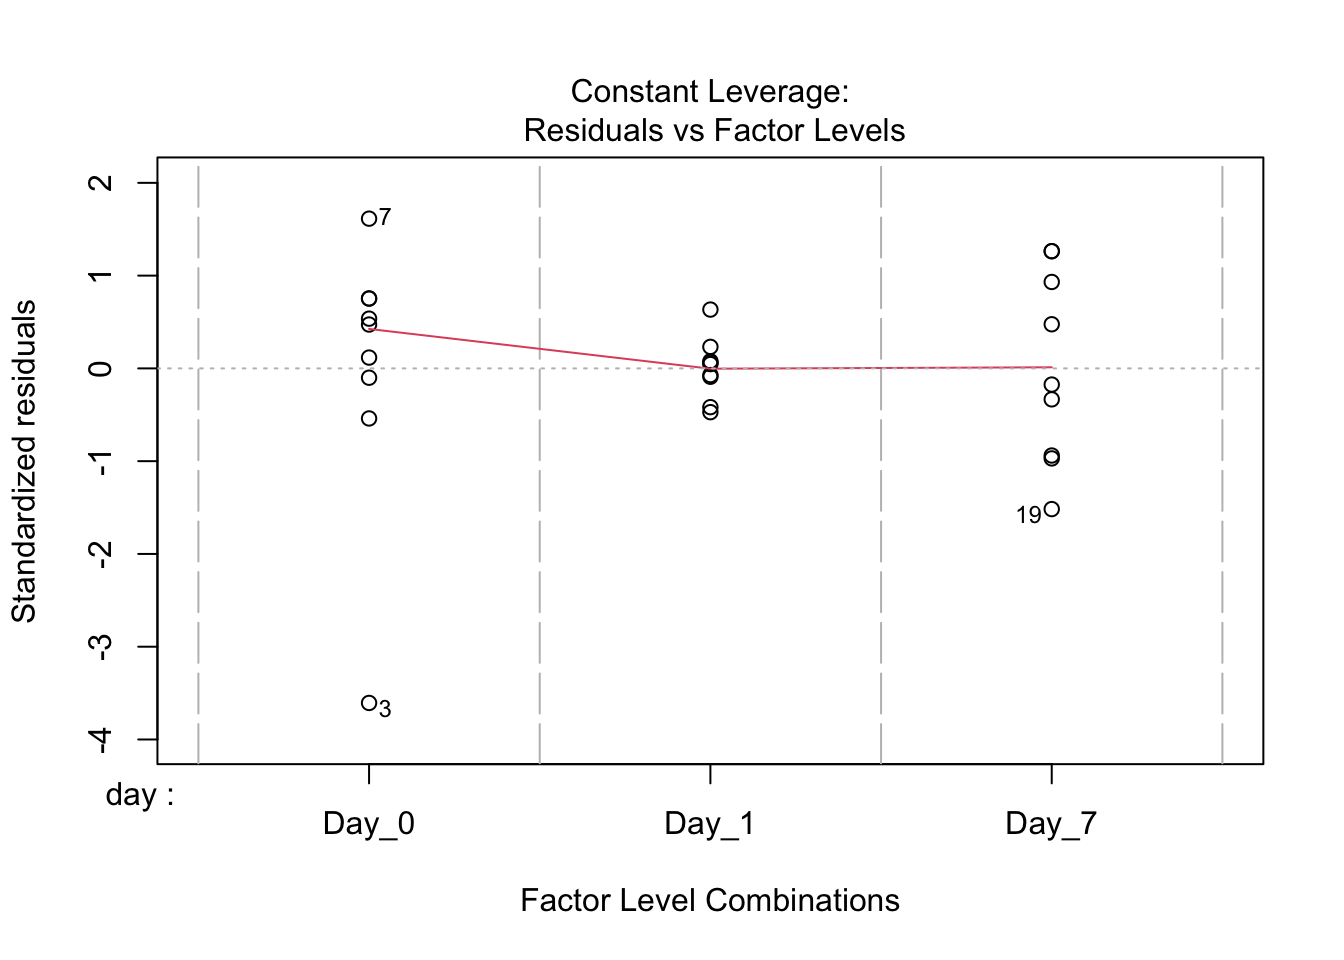 Constant Leverage:
Residuals vs Factor Levels
Standardized residuals
2
1
0
-1
-2
-3
-4
7
3
19
day :
Day_0
Day_1
Day_7
Factor Level Combinations